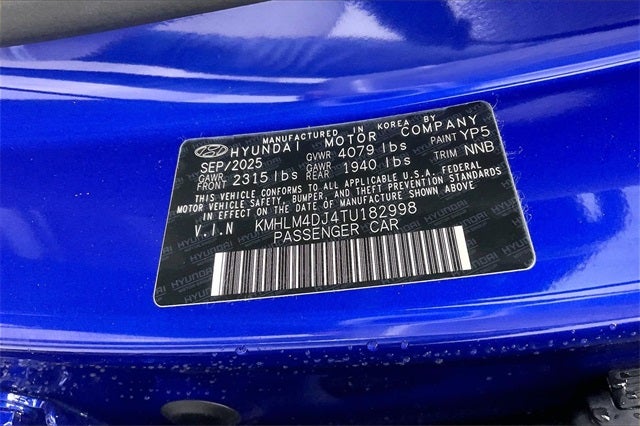 MANUFACTURED IN KOREA BY
HYUNDAI MOTOR COMPANY
SEP/2025 GVWR 4079 lbs PAINT YP5
GAWR FRONT 2315 lbs GAWR REAR 1940 lbs TRIM NNB
THIS VEHICLE CONFORMS TO ALL APPLICABLE U.S.A. FEDERAL
MOTOR VEHICLE SAFETY, BUMPER, AND THEFT PREVENTION STANDARDS
IN EFFECT ON THE DATE OF MANUFACTURE SHOWN ABOVE.
V.I.N KMHLM4DJ4TU182998
PASSENGER CAR